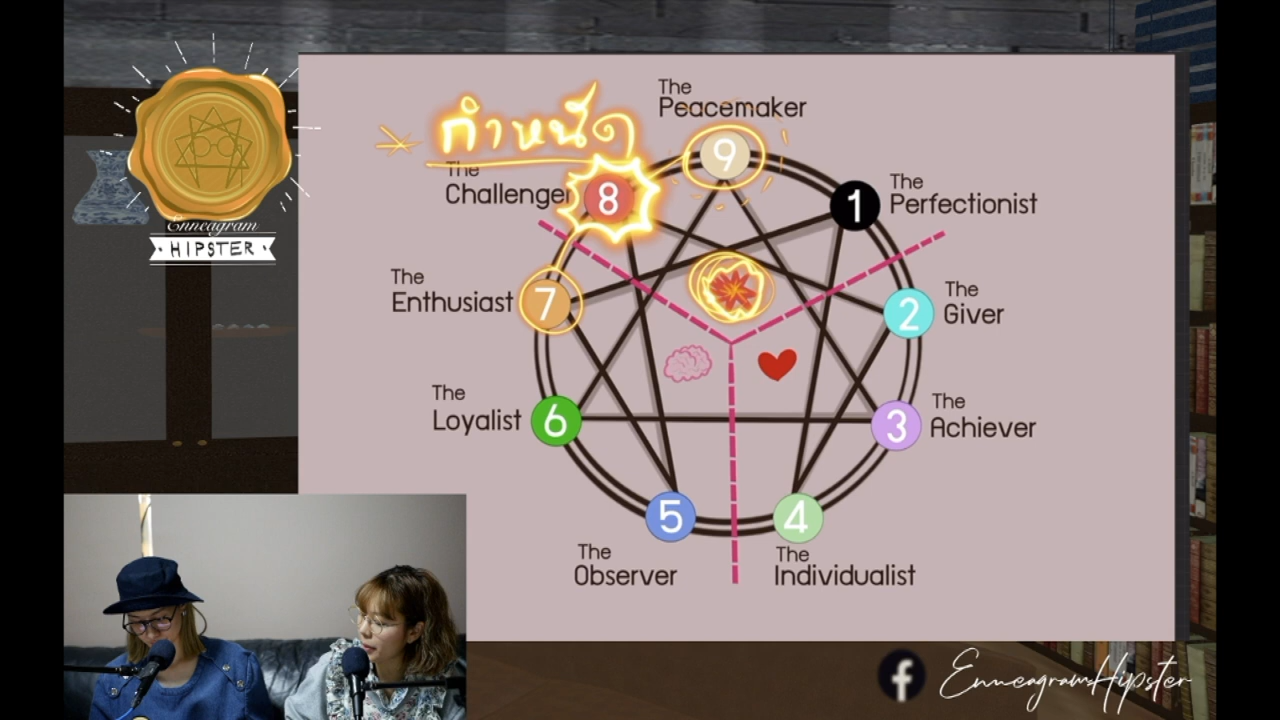 Enneagram
HIPSTER
กำหนัด
The
Peacemaker
9
The
Challenger
8
1
The
Perfectionist
The
Enthusiast
7
2
The
Giver
The
Loyalist
6
3
The
Achiever
5
4
The
Observer
The
Individualist
f
EnneagramHipster